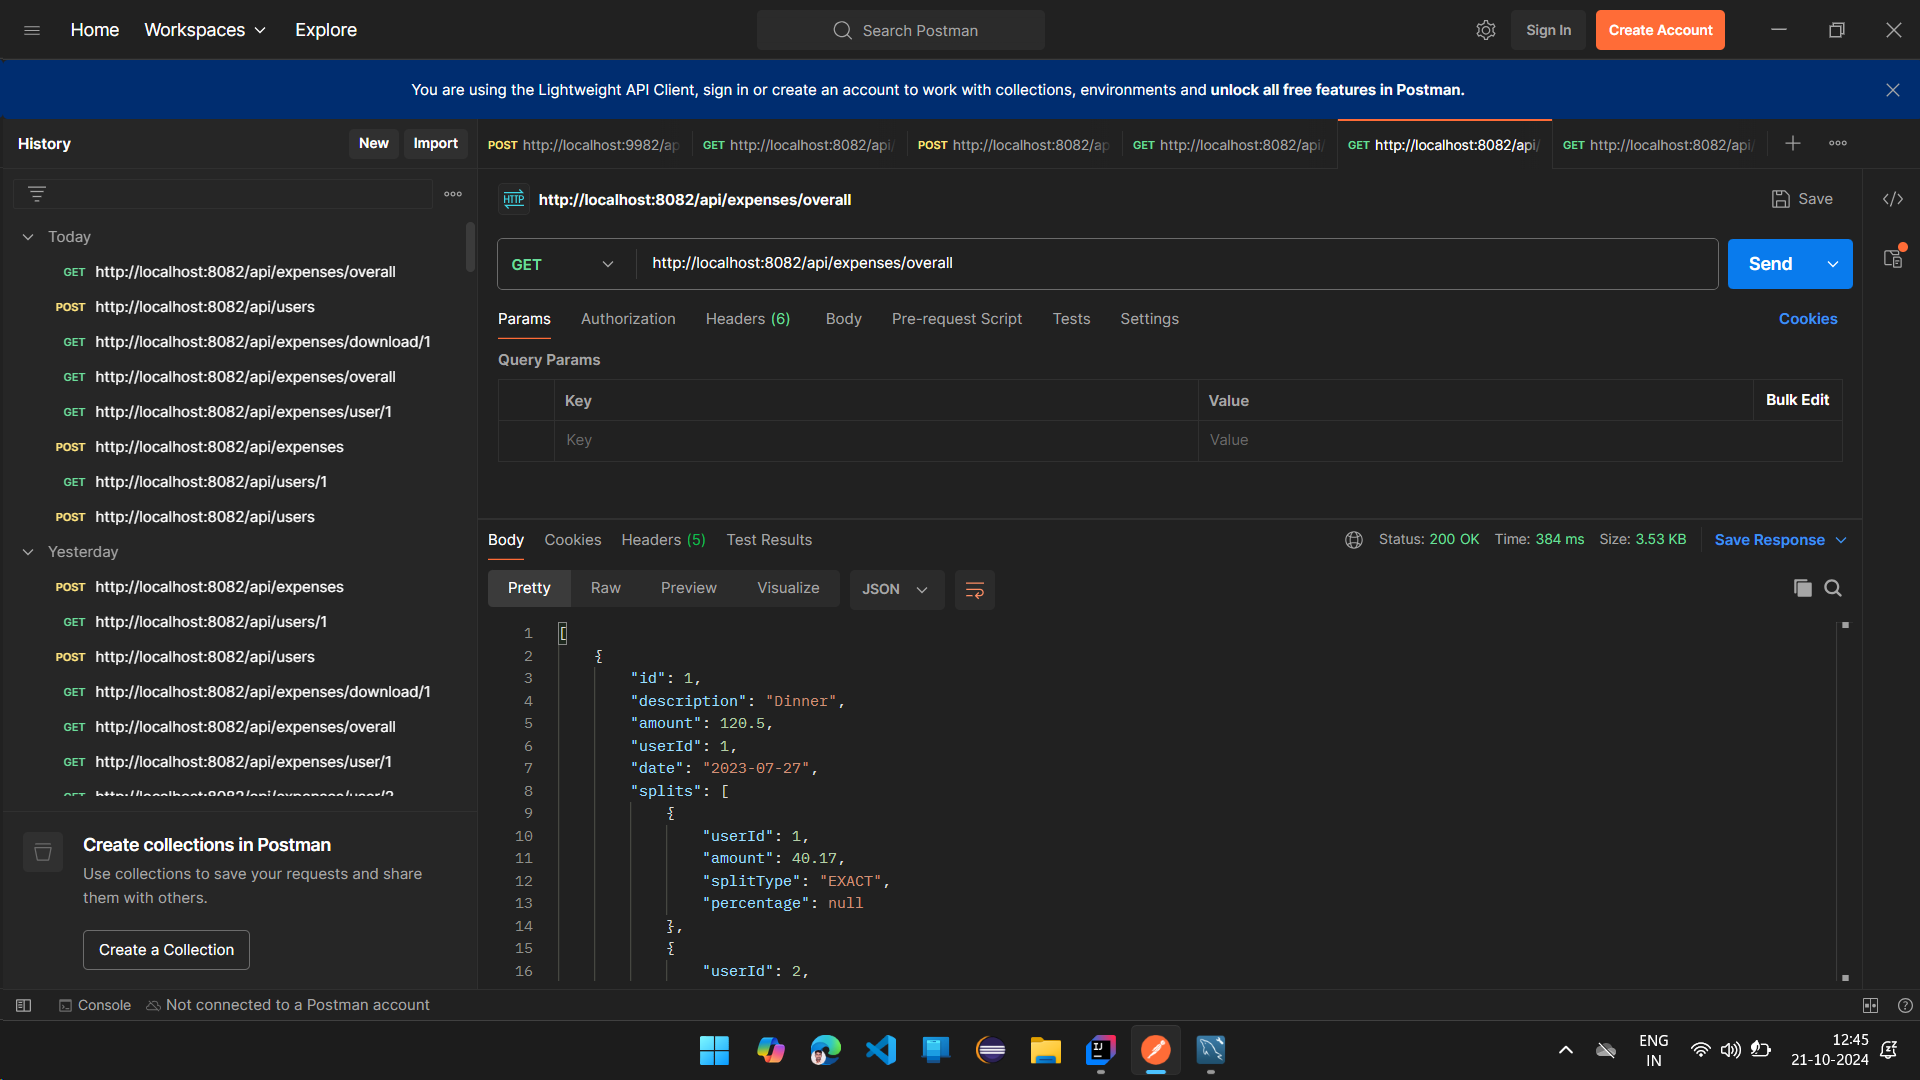 Home
Workspaces
Explore
Search Postman
Sign In
Create Account
You are using the Lightweight API Client, sign in or create an account to work with collections, environments and unlock all free features in Postman.
History
New
Import
POST http://localhost:9982/ap
GET http://localhost:8082/api/
POST http://localhost:8082/ap
GET http://localhost:8082/api/
GET http://localhost:8082/api/
GET http://localhost:8082/api/
Today
GET http://localhost:8082/api/expenses/overall
POST http://localhost:8082/api/users
GET http://localhost:8082/api/expenses/download/1
GET http://localhost:8082/api/expenses/overall
GET http://localhost:8082/api/expenses/user/1
POST http://localhost:8082/api/expenses
GET http://localhost:8082/api/users/1
POST http://localhost:8082/api/users
Yesterday
POST http://localhost:8082/api/expenses
GET http://localhost:8082/api/users/1
POST http://localhost:8082/api/users
GET http://localhost:8082/api/expenses/download/1
GET http://localhost:8082/api/expenses/overall
GET http://localhost:8082/api/expenses/user/1
GET http://localhost:8082/api/expenses/user/2
Create collections in Postman
Use collections to save your requests and share
them with others.
Create a Collection
HTTP http://localhost:8082/api/expenses/overall
Save
GET
http://localhost:8082/api/expenses/overall
Send
Params
Authorization
Headers (6)
Body
Pre-request Script
Tests
Settings
Cookies
Query Params
Key
Value
Bulk Edit
Key
Value
Body
Cookies
Headers (5)
Test Results
Status: 200 OK
Time: 384 ms
Size: 3.53 KB
Save Response
Pretty
Raw
Preview
Visualize
JSON
1 [
2 {
3 "id": 1,
4 "description": "Dinner",
5 "amount": 120.5,
6 "userId": 1,
7 "date": "2023-07-27",
8 "splits": [
9 {
10 "userId": 1,
11 "amount": 40.17,
12 "splitType": "EXACT",
13 "percentage": null
14 },
15 {
16 "userId": 2,
Console
Not connected to a Postman account
IJ
ENG
IN
12:45
21-10-2024